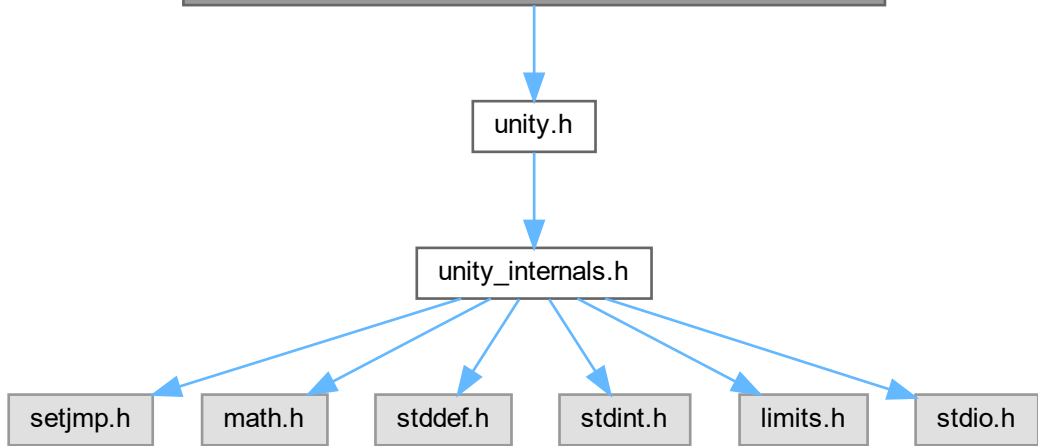 unity.h
unity_internals.h
setjmp.h
math.h
stddef.h
stdint.h
limits.h
stdio.h